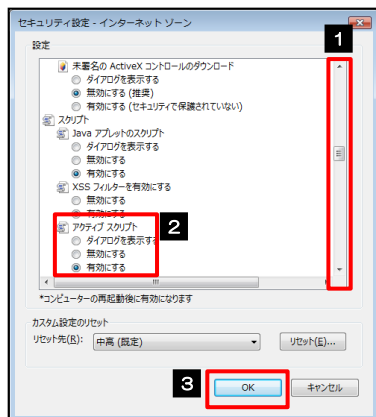 セキュリティ設定 - インターネット ゾーン
1
設定
未署名の ActiveX コントロールのダウンロード
ダイアログを表示する
無効にする (推奨)
有効にする (セキュリティで保護されていない)
スクリプト
Java アプレットのスクリプト
ダイアログを表示する
無効にする
有効にする
XSS フィルターを有効にする
無効にする
有効にする
アクティブ スクリプト
2
ダイアログを表示する
無効にする
有効にする
*コンピューターの再起動後に有効になります
カスタム設定のリセット
リセット先(R):
中高 (既定)
リセット(E)...
3
OK
キャンセル